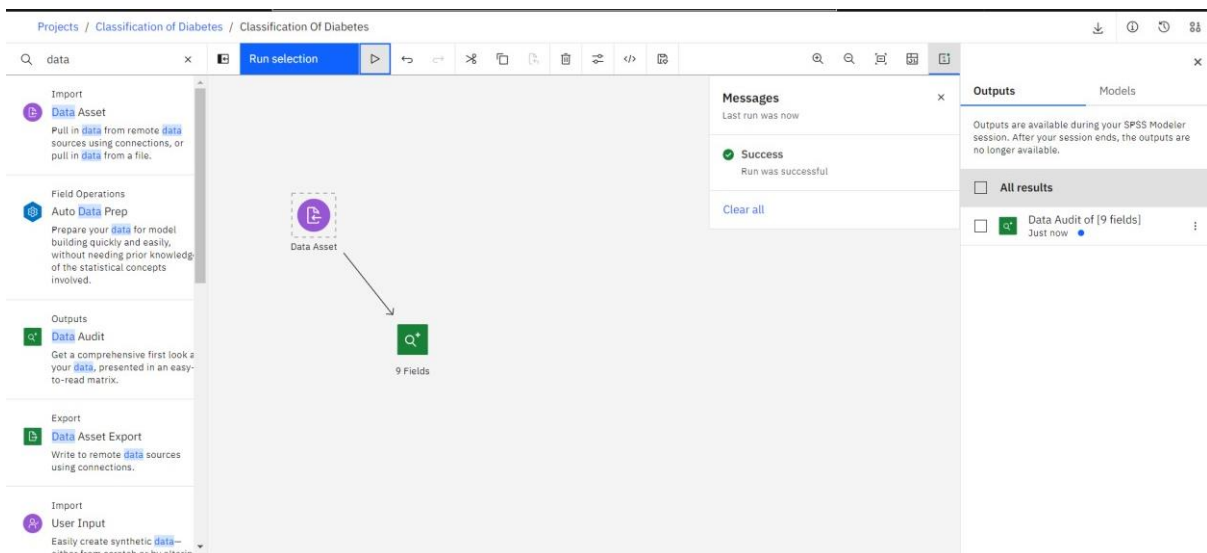 Projects / Classification of Diabetes / Classification Of Diabetes
data
Run selection
Import
Data Asset
Pull in data from remote data
sources using connections, or
pull in data from a file.
Field Operations
Auto Data Prep
Prepare your data for model
building quickly and easily,
without needing prior knowledg
of the statistical concepts
involved.
Outputs
Data Audit
Get a comprehensive first look a
your data, presented in an easy-
to-read matrix.
Export
Data Asset Export
Write to remote data sources
using connections.
Import
User Input
Easily create synthetic data—
either from scratch or by altering
Data Asset
9 Fields
Messages
Last run was now
Success
Run was successful
Clear all
Outputs
Models
Outputs are available during your SPSS Modeler
session. After your session ends, the outputs are
no longer available.
All results
Data Audit of [9 fields]
Just now